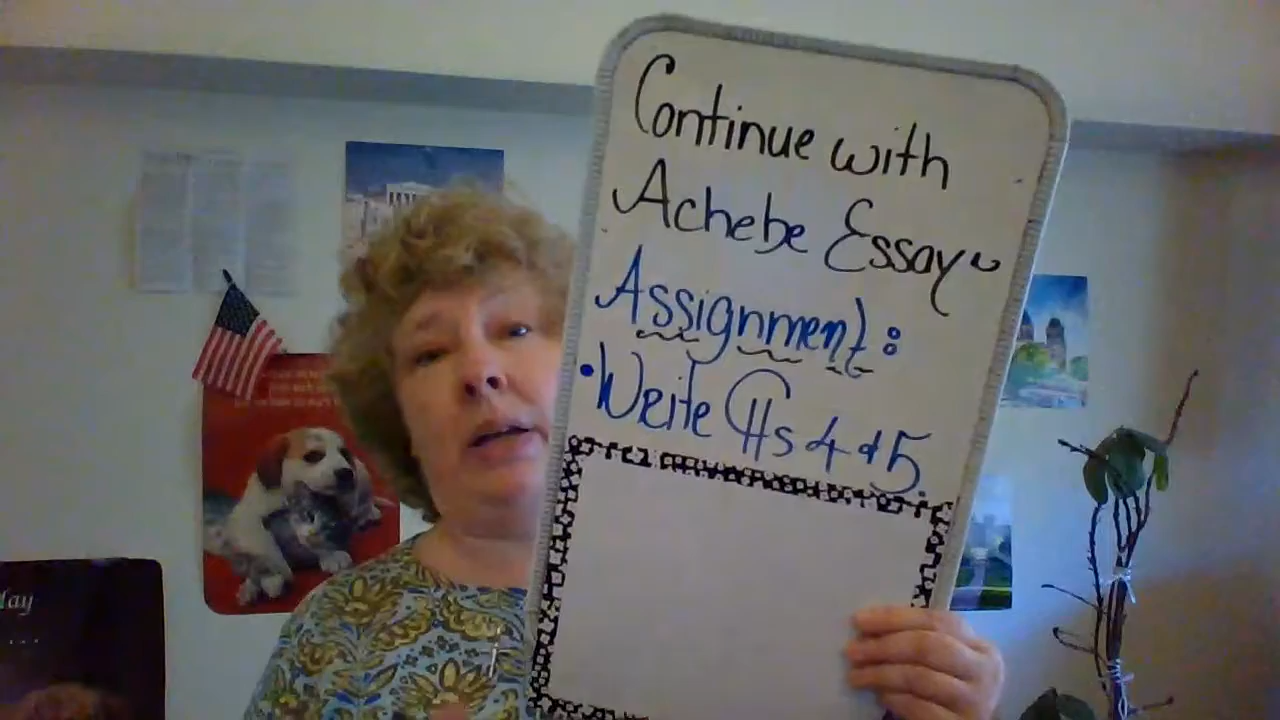 Continue with
Achebe Essay
Assignment:
• Write ¶s 4 & 5.